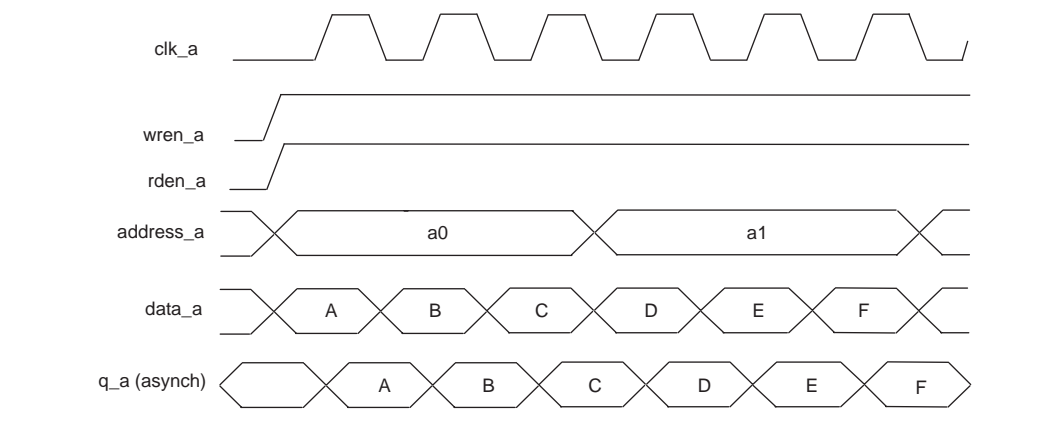 clk_a
wren_a
rden_a
address_a a0 a1
data_a A B C D E F
q_a (asynch) A B C D E F